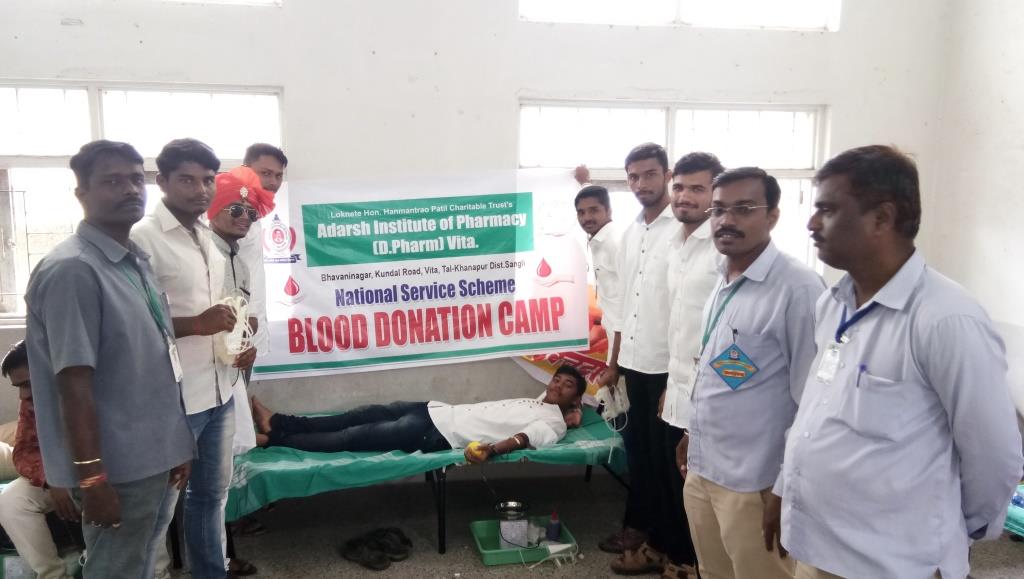 Loknete Hon. Hanmantrao Patil Charitable Trust's
Adarsh Institute of Pharmacy
(D.Pharm) Vita.
Bhavaninagar, Kundal Road, Vita, Tal-Khanapur Dist.Sangli
National Service Scheme
BLOOD DONATION CAMP